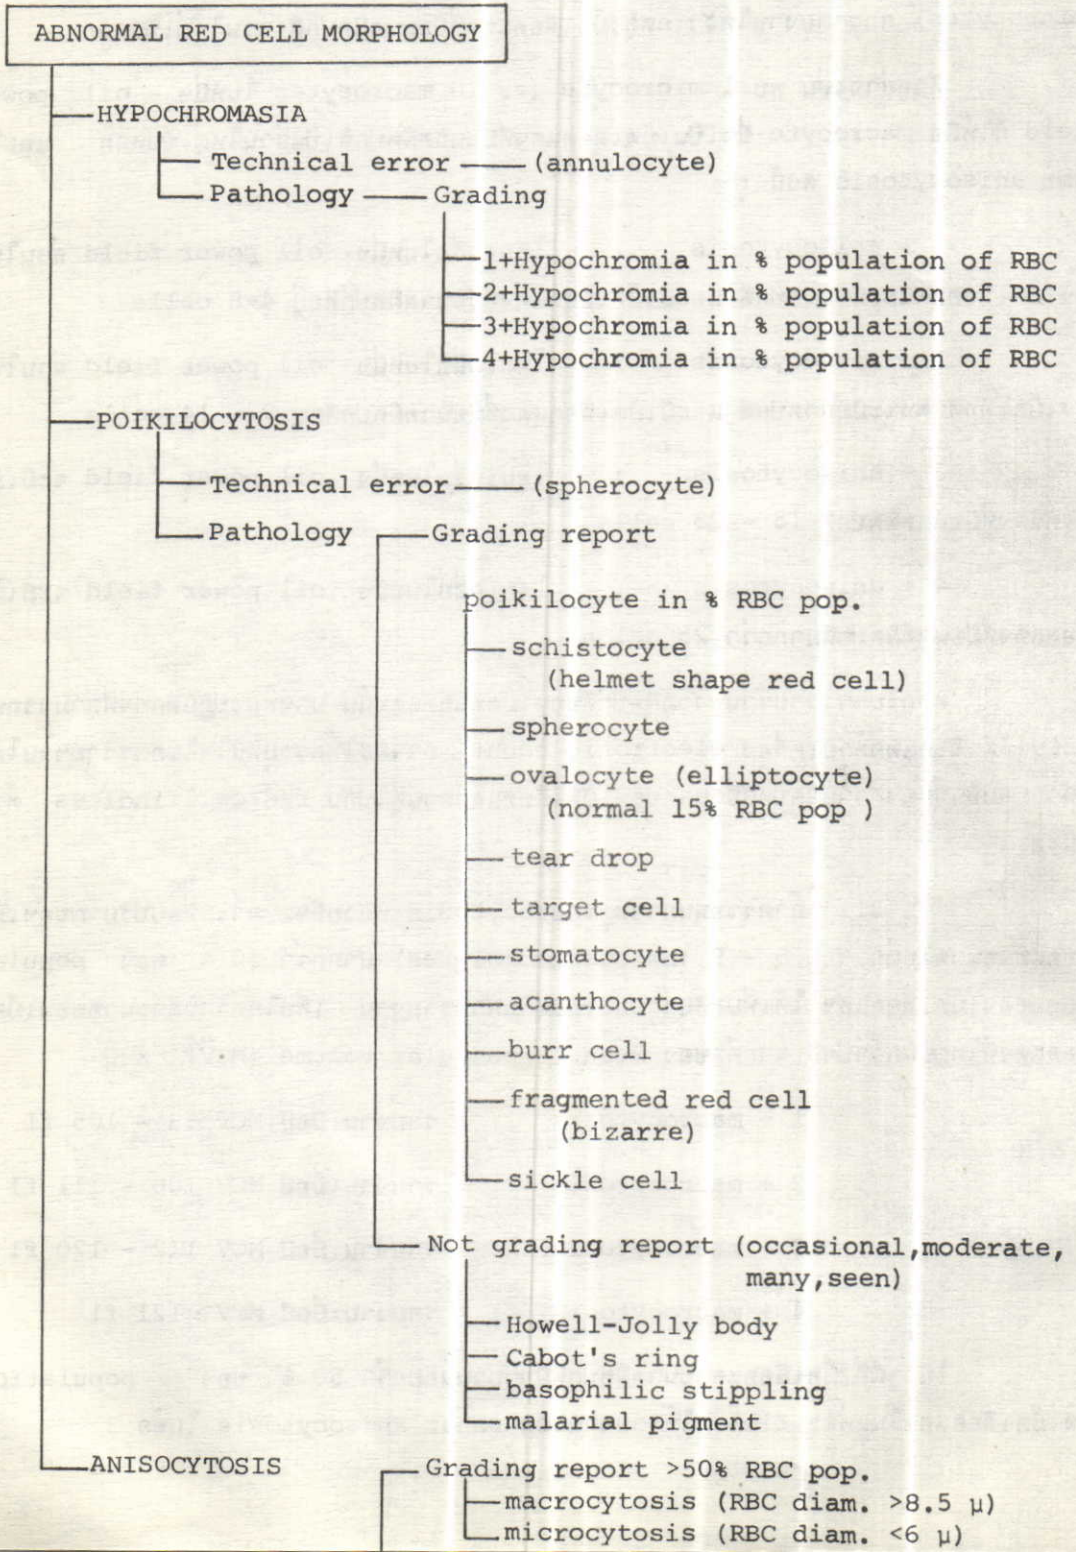 ABNORMAL RED CELL MORPHOLOGY
HYPOCHROMASIA
Technical error (annulocyte)
Pathology Grading
1+Hypochromia in % population of RBC
2+Hypochromia in % population of RBC
3+Hypochromia in % population of RBC
4+Hypochromia in % population of RBC
POIKILOCYTOSIS
Technical error (spherocyte)
Pathology Grading report
poikilocyte in % RBC pop.
schistocyte
(helmet shape red cell)
spherocyte
ovalocyte (elliptocyte)
(normal 15% RBC pop )
tear drop
target cell
stomatocyte
acanthocyte
burr cell
fragmented red cell
(bizarre)
sickle cell
Not grading report (occasional,moderate,
many,seen)
Howell-Jolly body
Cabot's ring
basophilic stippling
malarial pigment
ANISOCYTOSIS Grading report >50% RBC pop.
macrocytosis (RBC diam. >8.5 μ)
microcytosis (RBC diam. <6 μ)